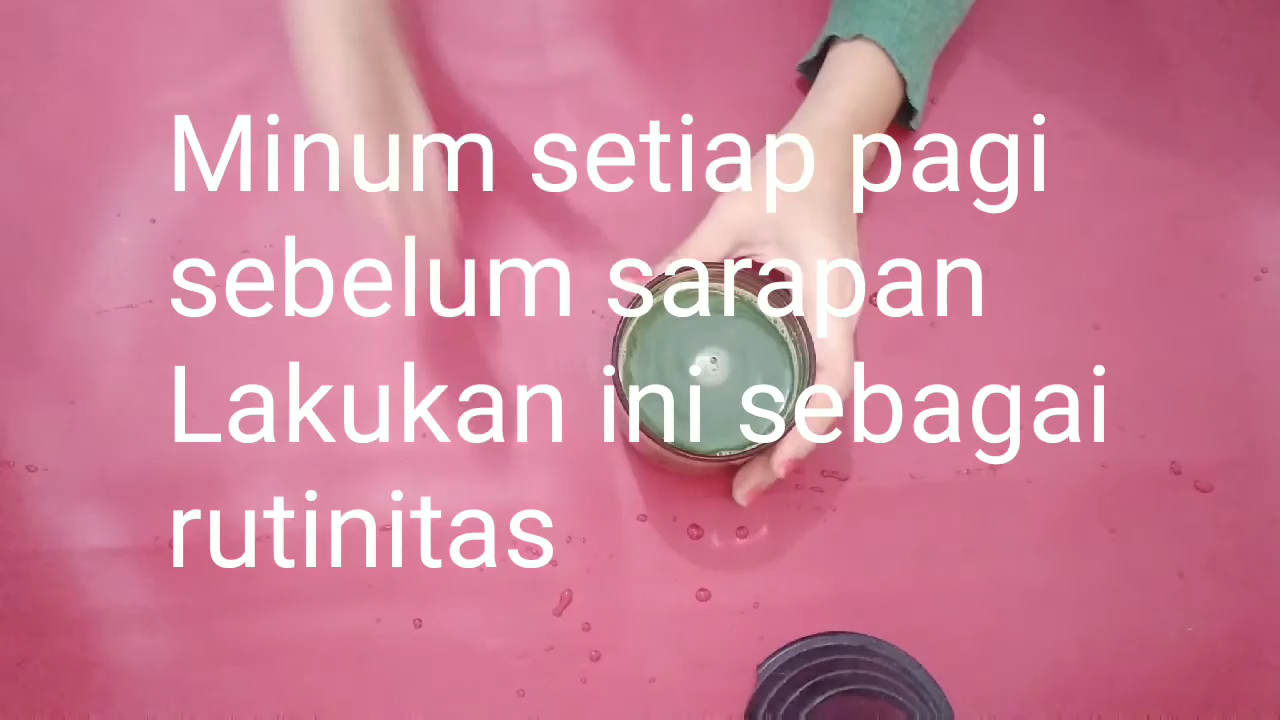 Minum setiap pagi
sebelum sarapan
Lakukan ini sebagai
rutinitas